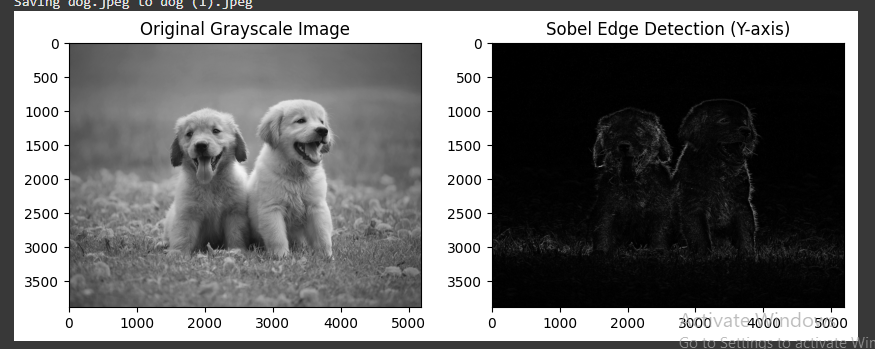 Saving dog.jpeg to dog (1).jpeg
Original Grayscale Image
Sobel Edge Detection (Y-axis)
0
500
1000
1500
2000
2500
3000
3500
0 1000 2000 3000 4000 5000
0
500
1000
1500
2000
2500
3000
3500
0 1000 2000 3000 4000 5000
Activate Windows
Go to Settings to activate Win